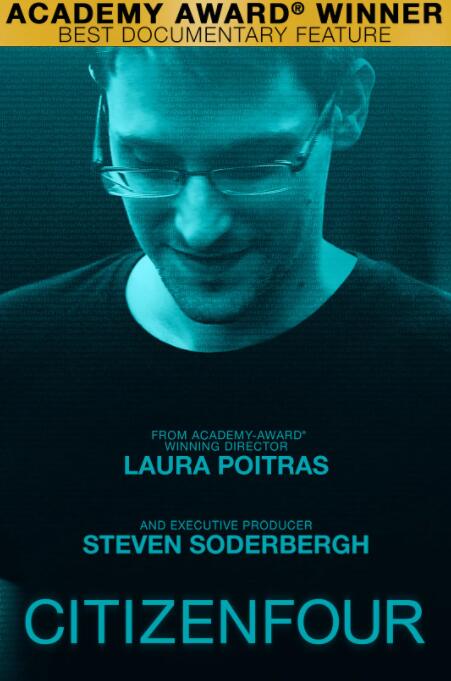 ACADEMY AWARD® WINNER
BEST DOCUMENTARY FEATURE
FROM ACADEMY-AWARD®
WINNING DIRECTOR
LAURA POITRAS
AND EXECUTIVE PRODUCER
STEVEN SODERBERGH
CITIZENFOUR